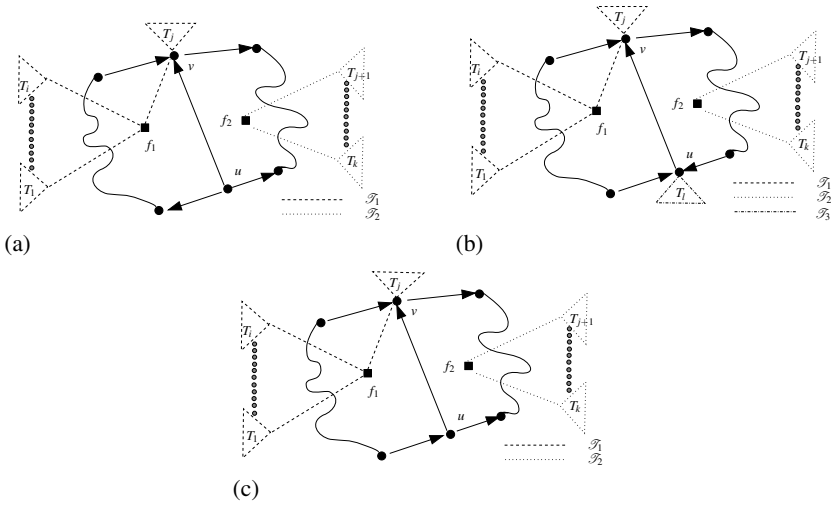 T_j
v
T_i
T_{j+1}
f_2
f_1
T_1
T_k
u
𝒯_1
𝒯_2
(a)
T_j
v
T_i
T_{j+1}
f_2
f_1
T_1
T_k
u
T_l
𝒯_1
𝒯_2
𝒯_3
(b)
T_j
v
T_i
T_{j+1}
f_2
f_1
T_k
u
T_1
𝒯_1
𝒯_2
(c)